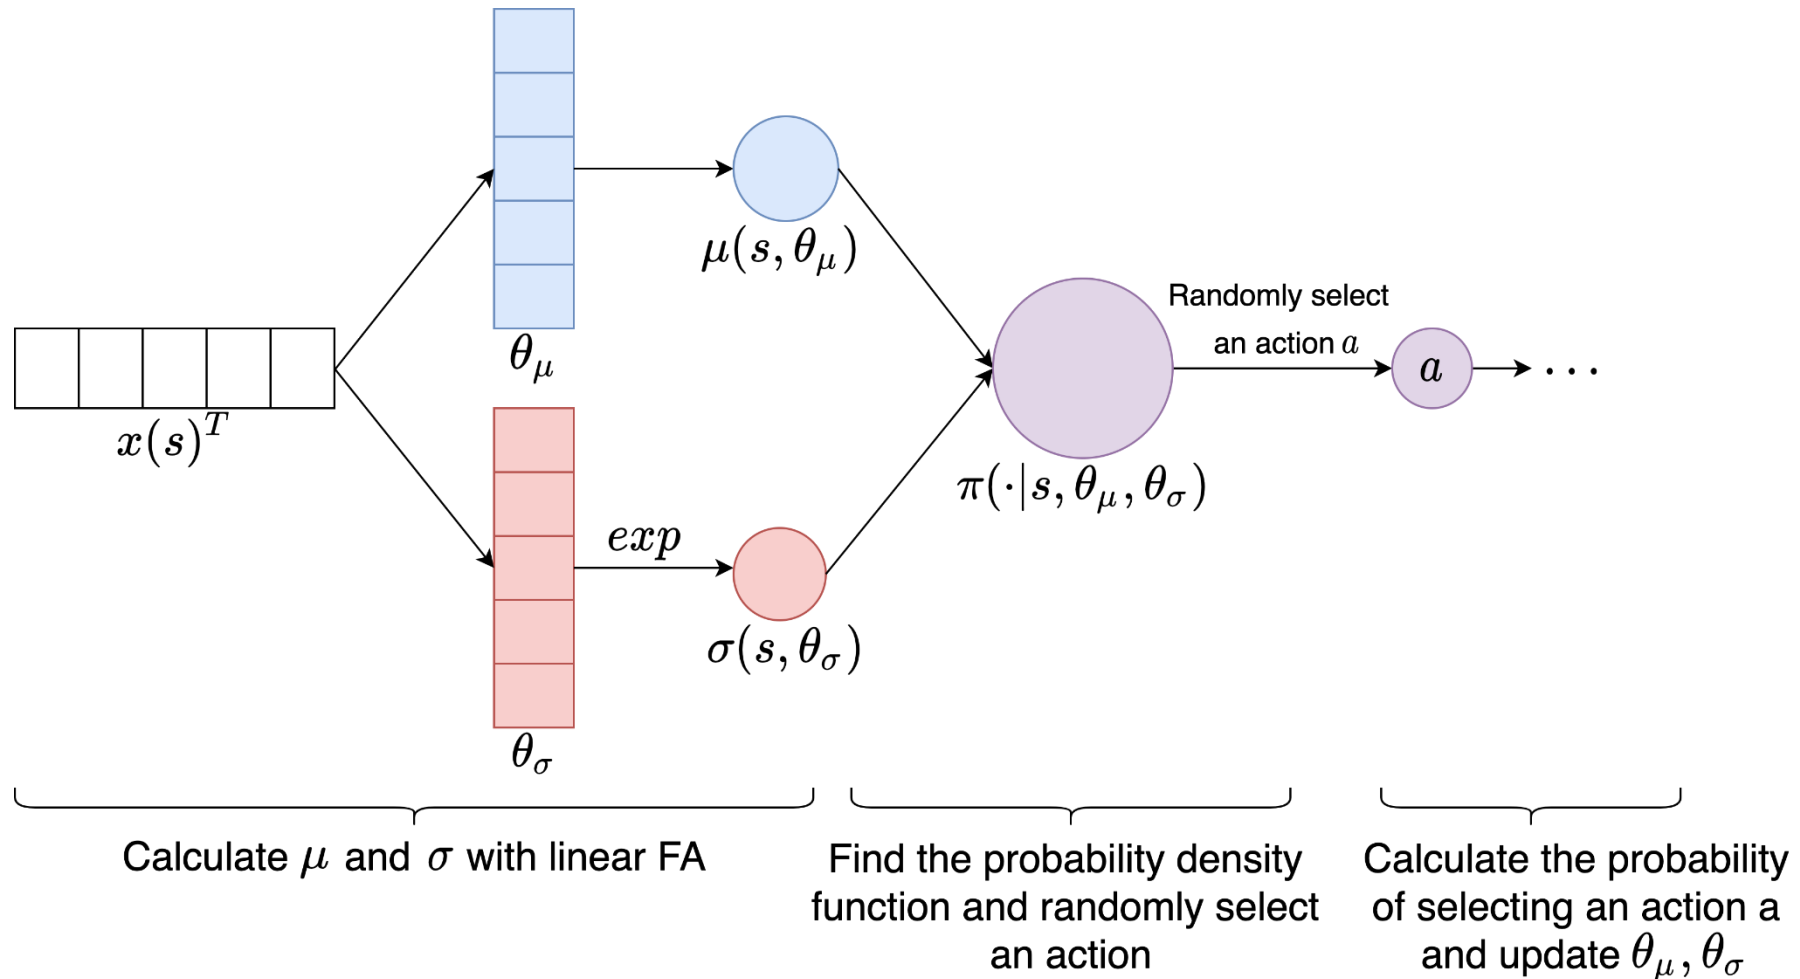 θ_μ
μ(s, θ_μ)
Randomly select
an action a
a
···
x(s)^T
π(·|s, θ_μ, θ_σ)
exp
σ(s, θ_σ)
θ_σ
Calculate μ and σ with linear FA
Find the probability density
function and randomly select
an action
Calculate the probability
of selecting an action a
and update θ_μ, θ_σ